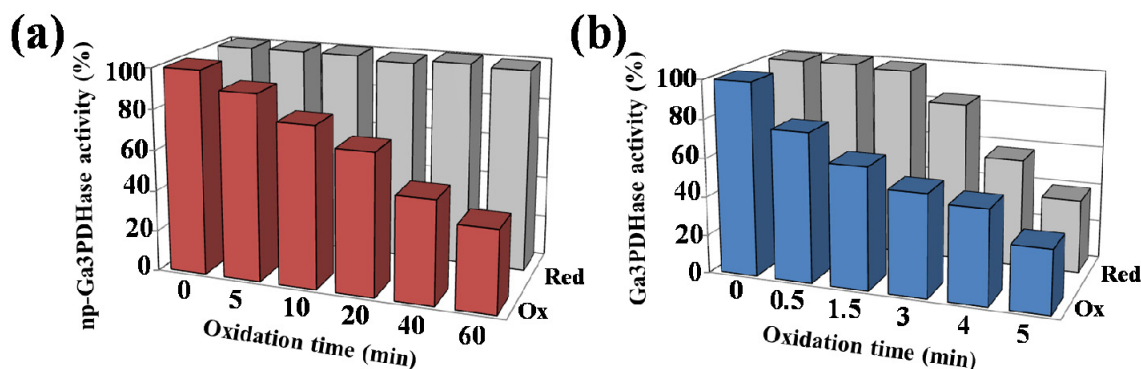 (a)
np-Ga3PDHase activity (%)
100
80
60
40
20
0
0
5
10
20
40
60
Oxidation time (min)
Ox
Red
(b)
Ga3PDHase activity (%)
100
80
60
40
20
0
0
0.5
1.5
3
4
5
Oxidation time (min)
Ox
Red